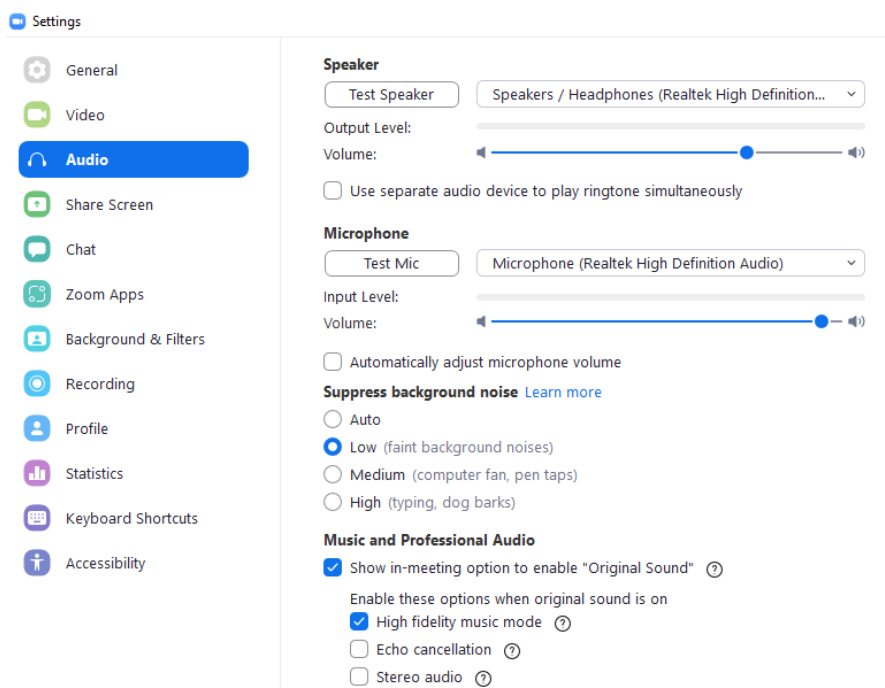 Settings
General
Video
Audio
Share Screen
Chat
Zoom Apps
Background & Filters
Recording
Profile
Statistics
Keyboard Shortcuts
Accessibility
Speaker
Test Speaker Speakers / Headphones (Realtek High Definition...
Output Level:
Volume:
Use separate audio device to play ringtone simultaneously
Microphone
Test Mic Microphone (Realtek High Definition Audio)
Input Level:
Volume:
Automatically adjust microphone volume
Suppress background noise Learn more
Auto
Low (faint background noises)
Medium (computer fan, pen taps)
High (typing, dog barks)
Music and Professional Audio
Show in-meeting option to enable "Original Sound" ?
Enable these options when original sound is on
High fidelity music mode ?
Echo cancellation ?
Stereo audio ?